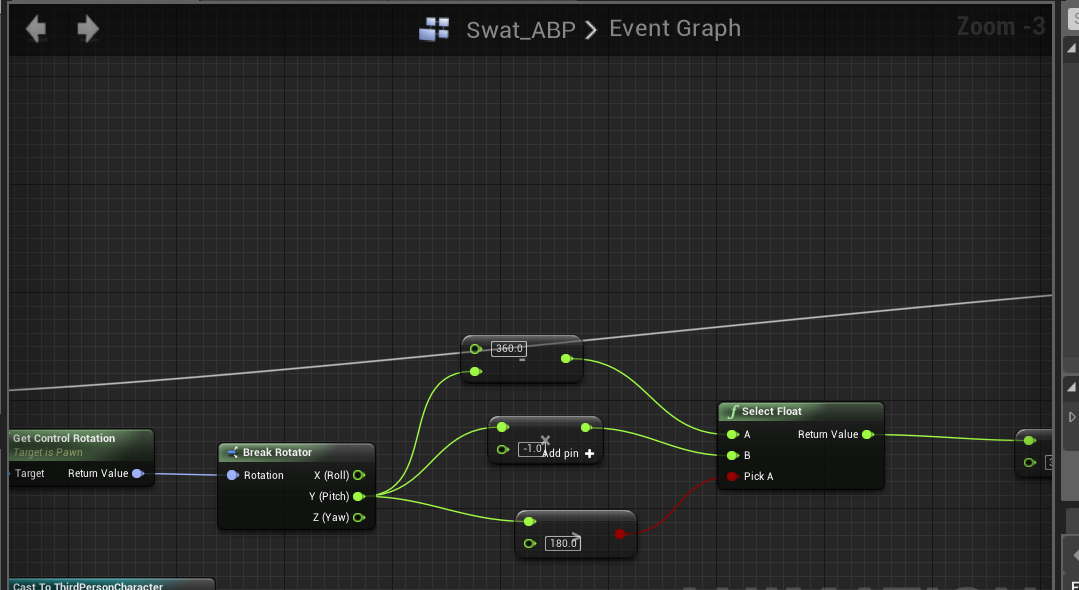 Swat_ABP > Event Graph
Zoom -3
360.0
-
Get Control Rotation
Target is Pawn
Target Return Value
Break Rotator
Rotation X (Roll)
Y (Pitch)
Z (Yaw)
×
-1.0
Add pin +
>
180.0
f Select Float
A Return Value
B
Pick A
Cast To ThirdPersonCharacter